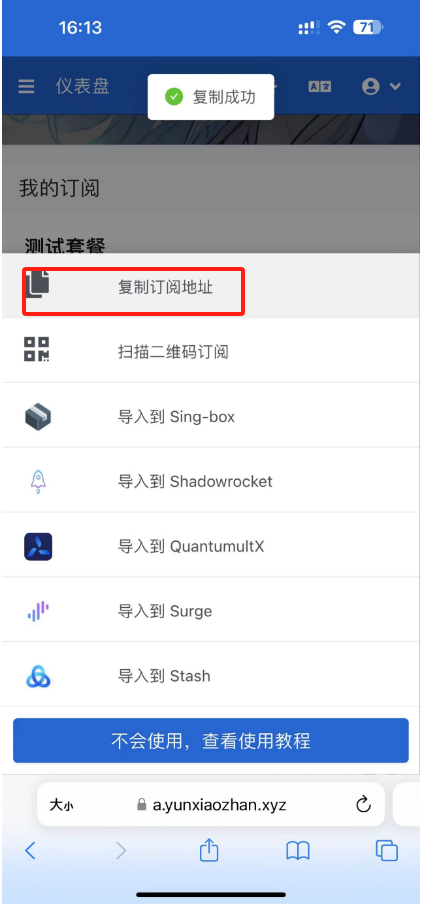 16:13
71
仪表盘
复制成功
我的订阅
测试套餐
复制订阅地址
扫描二维码订阅
导入到 Sing-box
导入到 Shadowrocket
导入到 QuantumultX
导入到 Surge
导入到 Stash
不会使用，查看使用教程
大小
a.yunxiaozhan.xyz